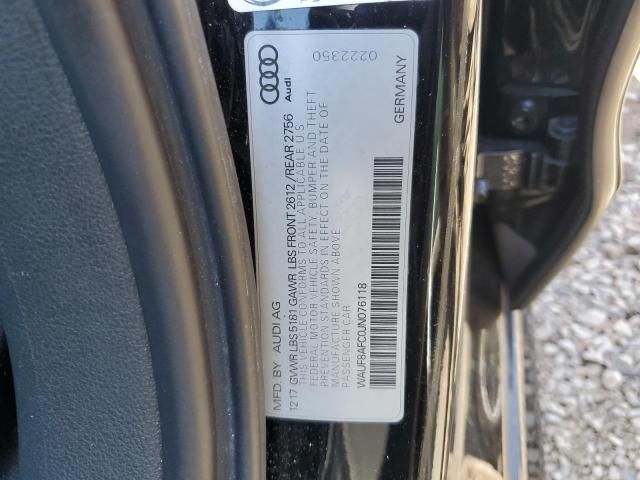 MFD. BY AUDI AG
12 17 GVWR LBS 5181 GAWR LBS FRONT 2612 / REAR 2756
THIS VEHICLE CONFORMS TO ALL APPLICABLE U S
FEDERAL MOTOR VEHICLE SAFETY, BUMPER AND THEFT
PREVENTION STANDARDS IN EFFECT ON THE DATE OF
MANUFACTURE SHOWN ABOVE
PASSENGER CAR
WAUF8AFC0JN076118
Audi
0222350
GERMANY